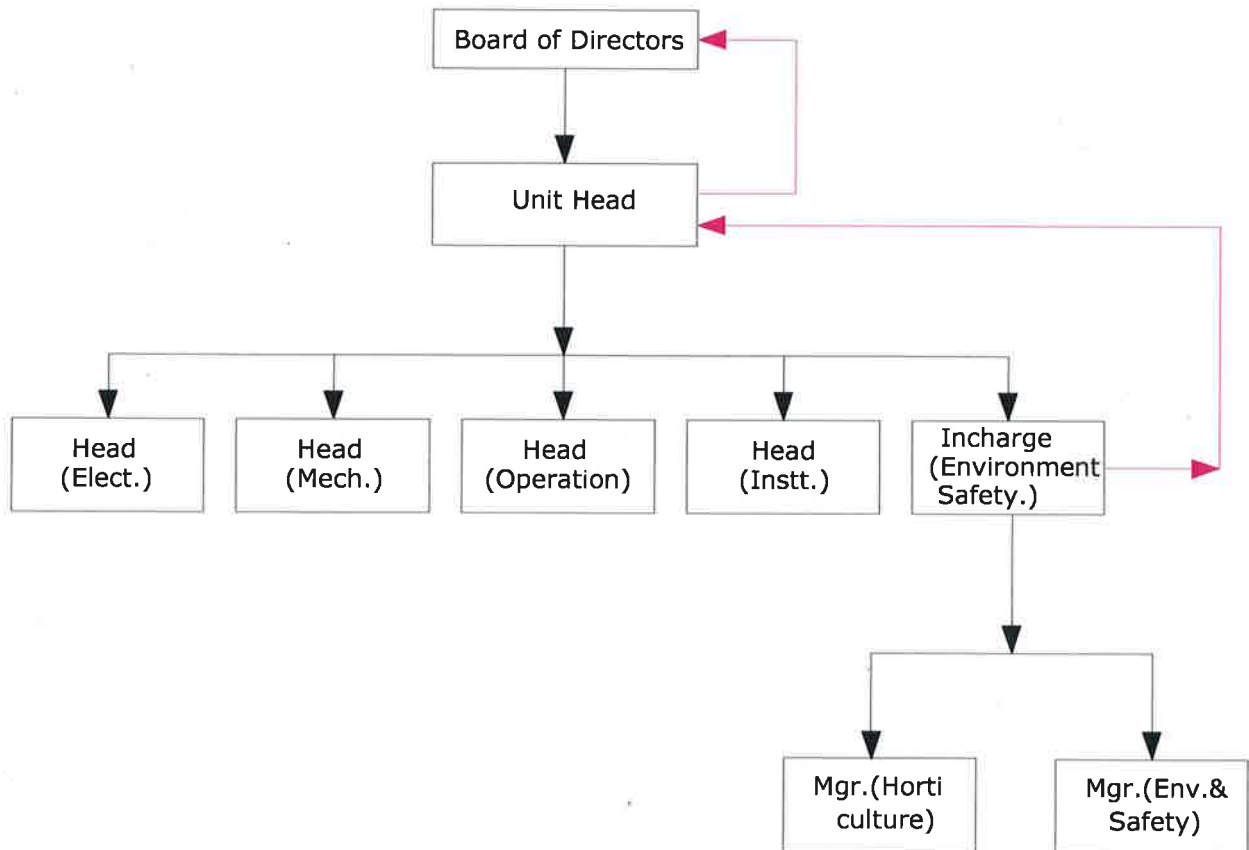 Board of Directors
Unit Head
Head
(Elect.)
Head
(Mech.)
Head
(Operation)
Head
(Instt.)
Incharge
(Environment
Safety.)
Mgr.(Horti
culture)
Mgr.(Env.&
Safety)